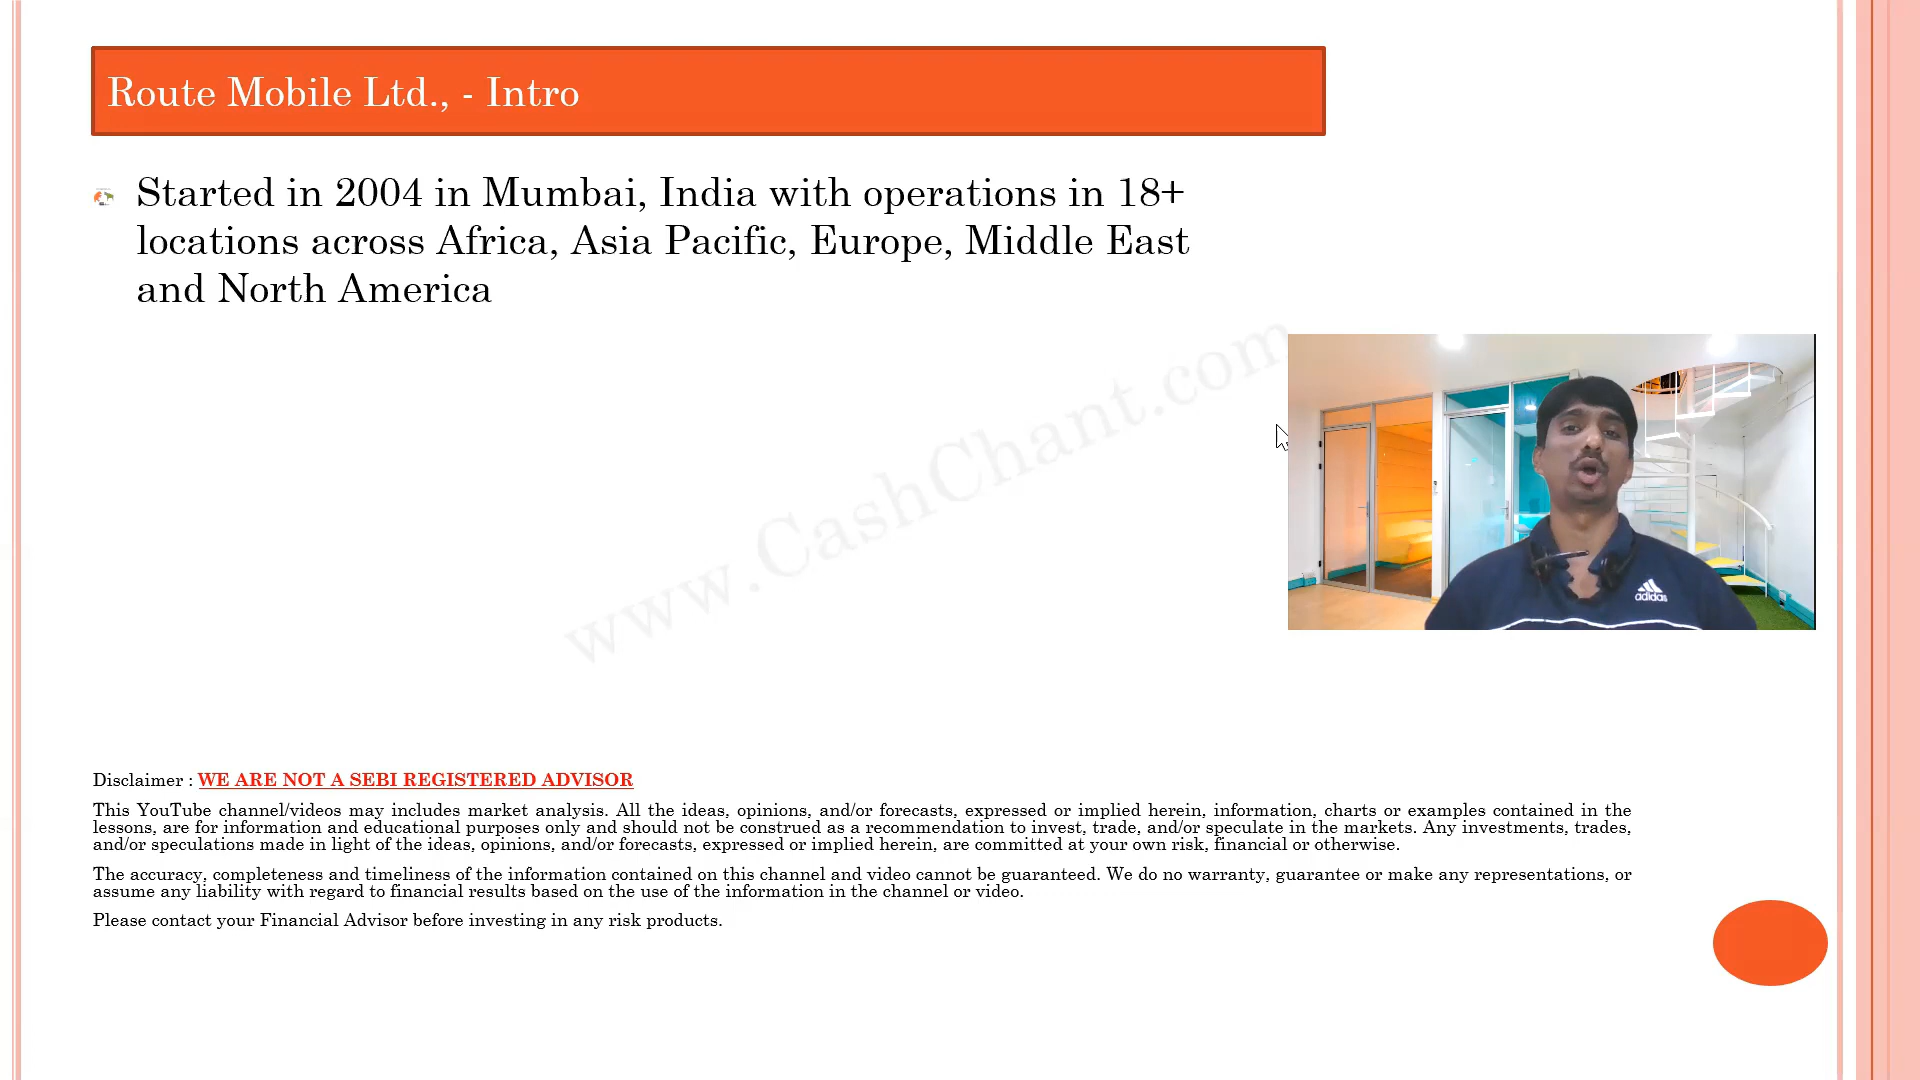 Route Mobile Ltd., - Intro
Started in 2004 in Mumbai, India with operations in 18+
locations across Africa, Asia Pacific, Europe, Middle East
and North America
www.CashChant.com
adidas
Disclaimer : WE ARE NOT A SEBI REGISTERED ADVISOR
This YouTube channel/videos may includes market analysis. All the ideas, opinions, and/or forecasts, expressed or implied herein, information, charts or examples contained in the
lessons, are for information and educational purposes only and should not be construed as a recommendation to invest, trade, and/or speculate in the markets. Any investments, trades,
and/or speculations made in light of the ideas, opinions, and/or forecasts, expressed or implied herein, are committed at your own risk, financial or otherwise.
The accuracy, completeness and timeliness of the information contained on this channel and video cannot be guaranteed. We do no warranty, guarantee or make any representations, or
assume any liability with regard to financial results based on the use of the information in the channel or video.
Please contact your Financial Advisor before investing in any risk products.